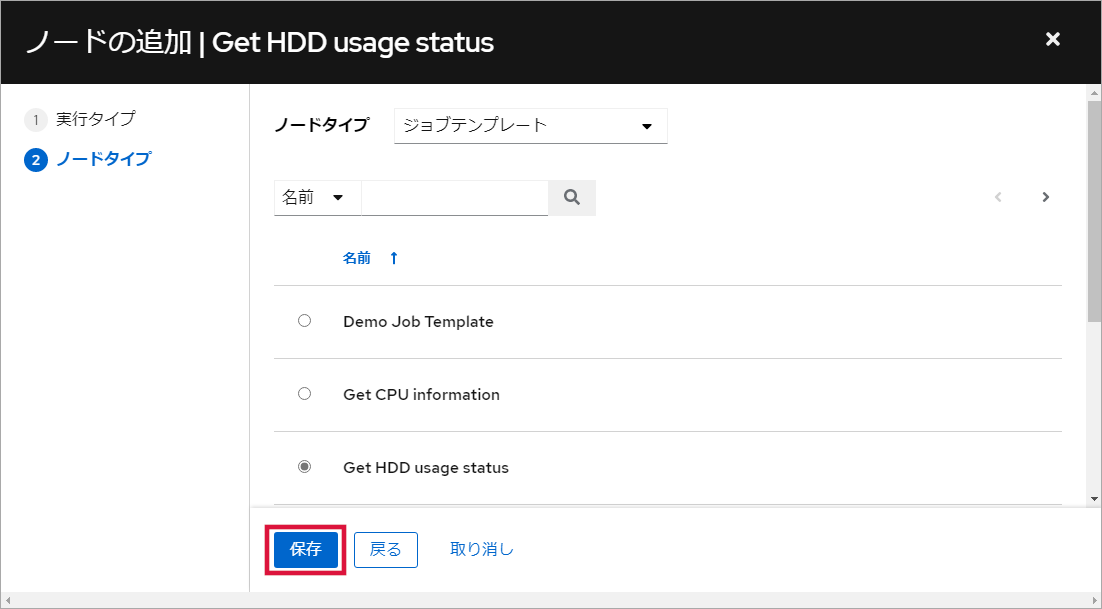 ノードの追加 | Get HDD usage status
1 実行タイプ
2 ノードタイプ
ノードタイプ ジョブテンプレート
名前
名前
Demo Job Template
Get CPU information
Get HDD usage status
保存 戻る 取り消し